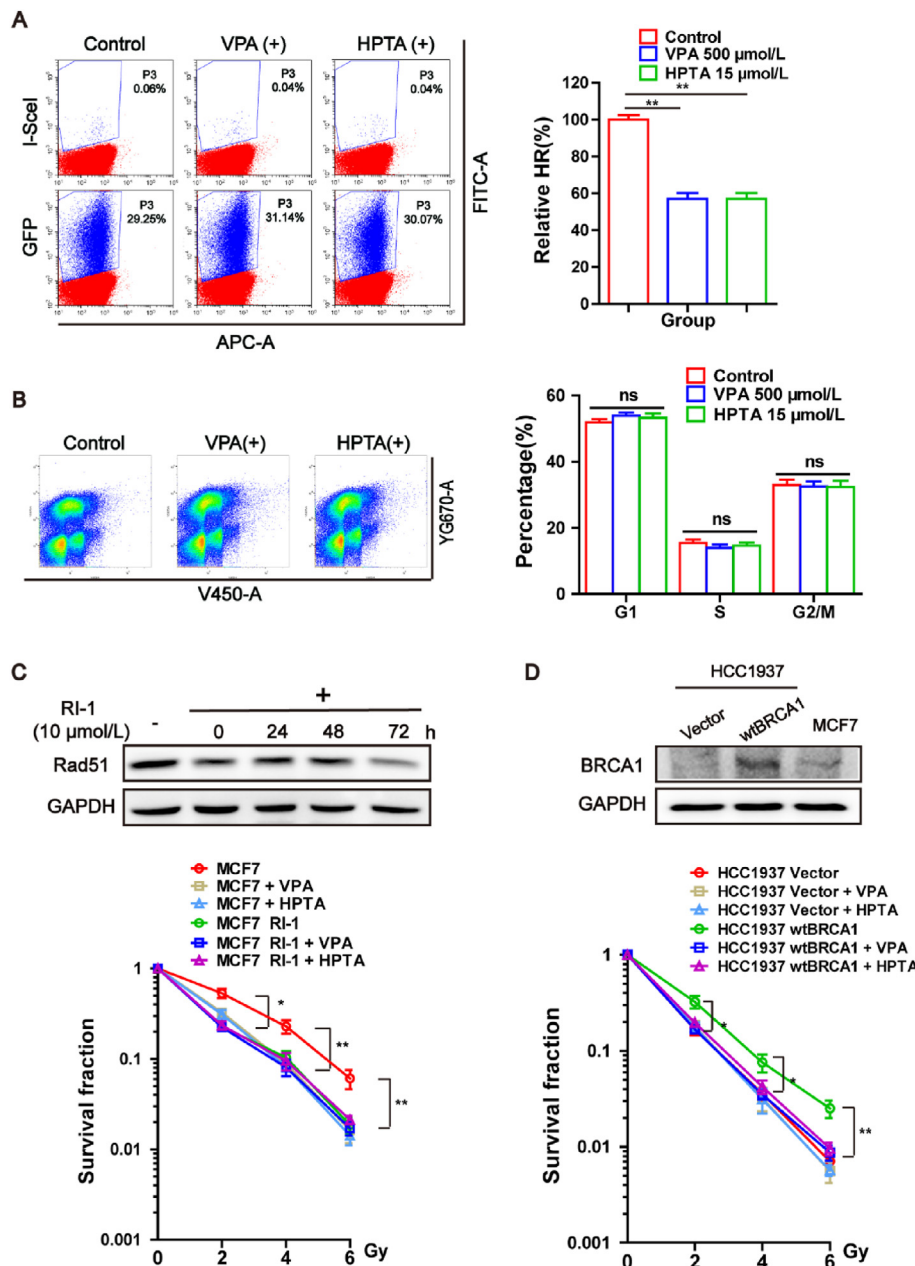 A
Control VPA (+) HPTA (+)
I-SceI
P3
0.06%
P3
0.04%
P3
0.04%
GFP
P3
29.25%
P3
31.14%
P3
30.07%
FITC-A
APC-A
Control
VPA 500 μmol/L
HPTA 15 μmol/L
Relative HR(%)
120
100
80
60
40
20
0
**
**
Group
B
Control VPA(+) HPTA(+)
YG670-A
V450-A
Control
VPA 500 μmol/L
HPTA 15 μmol/L
Percentage(%)
60
40
20
0
ns
ns
ns
G1 S G2/M
C
RI-1
(10 μmol/L)
+
- 0 24 48 72 h
Rad51
GAPDH
MCF7
MCF7 + VPA
MCF7 + HPTA
MCF7 RI-1
MCF7 RI-1 + VPA
MCF7 RI-1 + HPTA
Survival fraction
1
0.1
0.01
0.001
*
**
**
0 2 4 6 Gy
D
HCC1937
Vector wtBRCA1 MCF7
BRCA1
GAPDH
HCC1937 Vector
HCC1937 Vector + VPA
HCC1937 Vector + HPTA
HCC1937 wtBRCA1
HCC1937 wtBRCA1 + VPA
HCC1937 wtBRCA1 + HPTA
Survival fraction
1
0.1
0.01
0.001
*
*
**
0 2 4 6 Gy